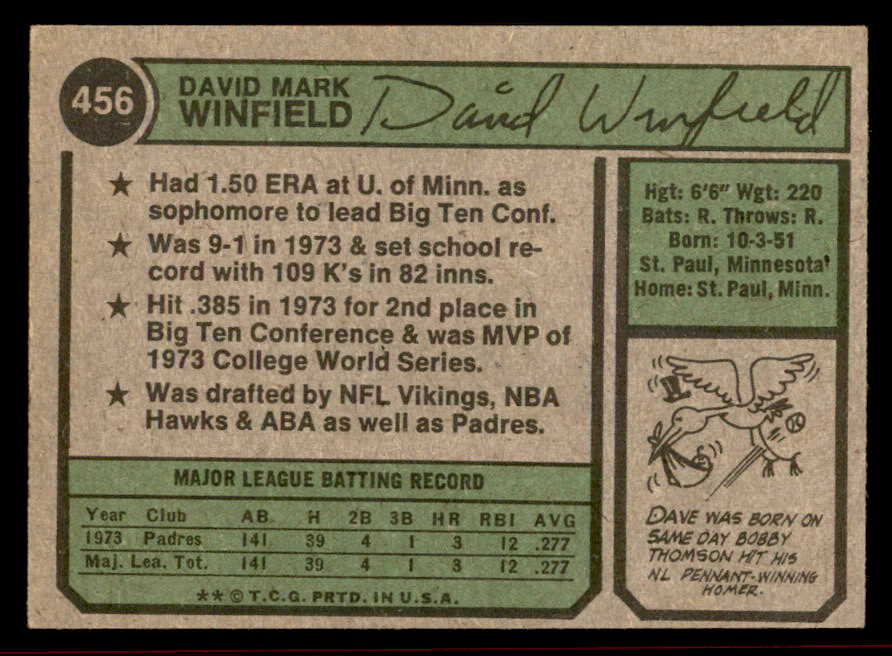 456
DAVID MARK
WINFIELD
David Winfield
★ Had 1.50 ERA at U. of Minn. as
sophomore to lead Big Ten Conf.
★ Was 9-1 in 1973 & set school re-
cord with 109 K's in 82 inns.
★ Hit .385 in 1973 for 2nd place in
Big Ten Conference & was MVP of
1973 College World Series.
★ Was drafted by NFL Vikings, NBA
Hawks & ABA as well as Padres.
Hgt: 6'6" Wgt: 220
Bats: R. Throws: R.
Born: 10-3-51
St. Paul, Minnesota
Home: St. Paul, Minn.
MAJOR LEAGUE BATTING RECORD
Year Club AB H 2B 3B HR RBI AVG
1973 Padres 141 39 4 1 3 12 .277
Maj. Lea. Tot. 141 39 4 1 3 12 .277
** © T.C.G. PRTD. IN U.S.A.
DAVE WAS BORN ON
SAME DAY BOBBY
THOMSON HIT HIS
NL PENNANT-WINNING
HOMER.